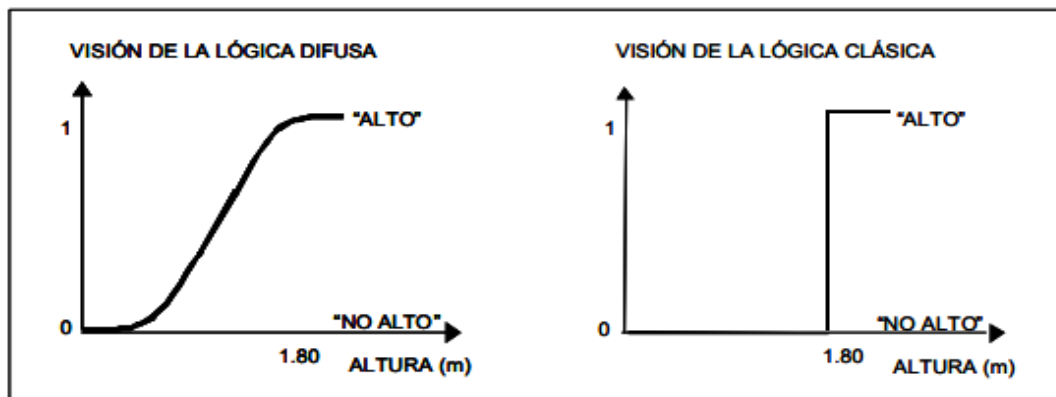 VISIÓN DE LA LÓGICA DIFUSA
1
"ALTO"
0
"NO ALTO"
1.80
ALTURA (m)
VISIÓN DE LA LÓGICA CLÁSICA
1
"ALTO"
0
"NO ALTO"
1.80
ALTURA (m)